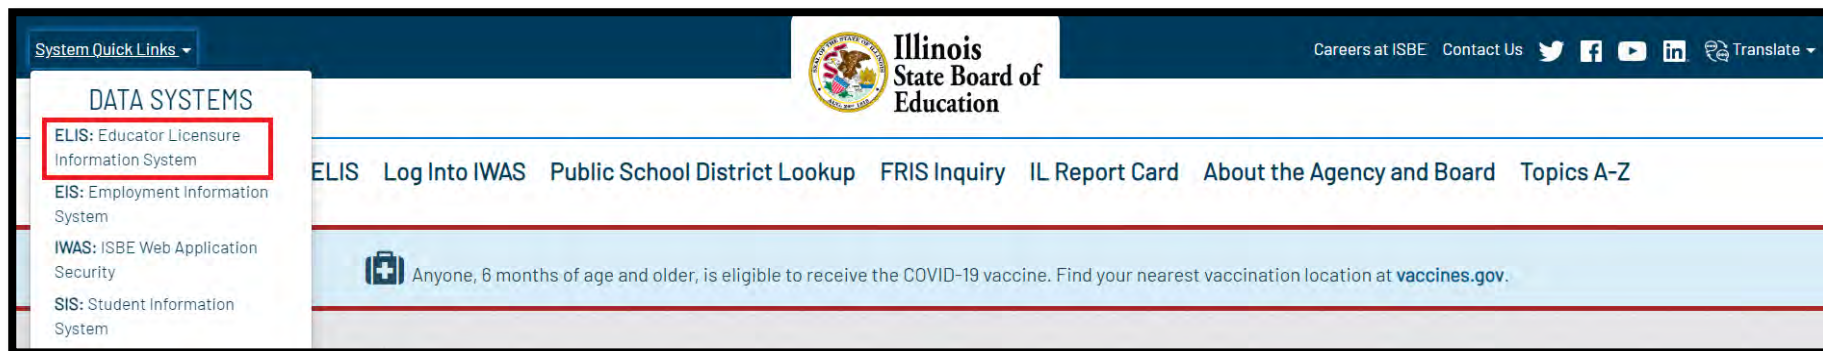 System Quick Links
Illinois
State Board of
Education
Careers at ISBE Contact Us Translate
DATA SYSTEMS
ELIS: Educator Licensure
Information System
EIS: Employment Information
System
IWAS: ISBE Web Application
Security
SIS: Student Information
System
ELIS Log Into IWAS Public School District Lookup FRIS Inquiry IL Report Card About the Agency and Board Topics A-Z
Anyone, 6 months of age and older, is eligible to receive the COVID-19 vaccine. Find your nearest vaccination location at vaccines.gov.